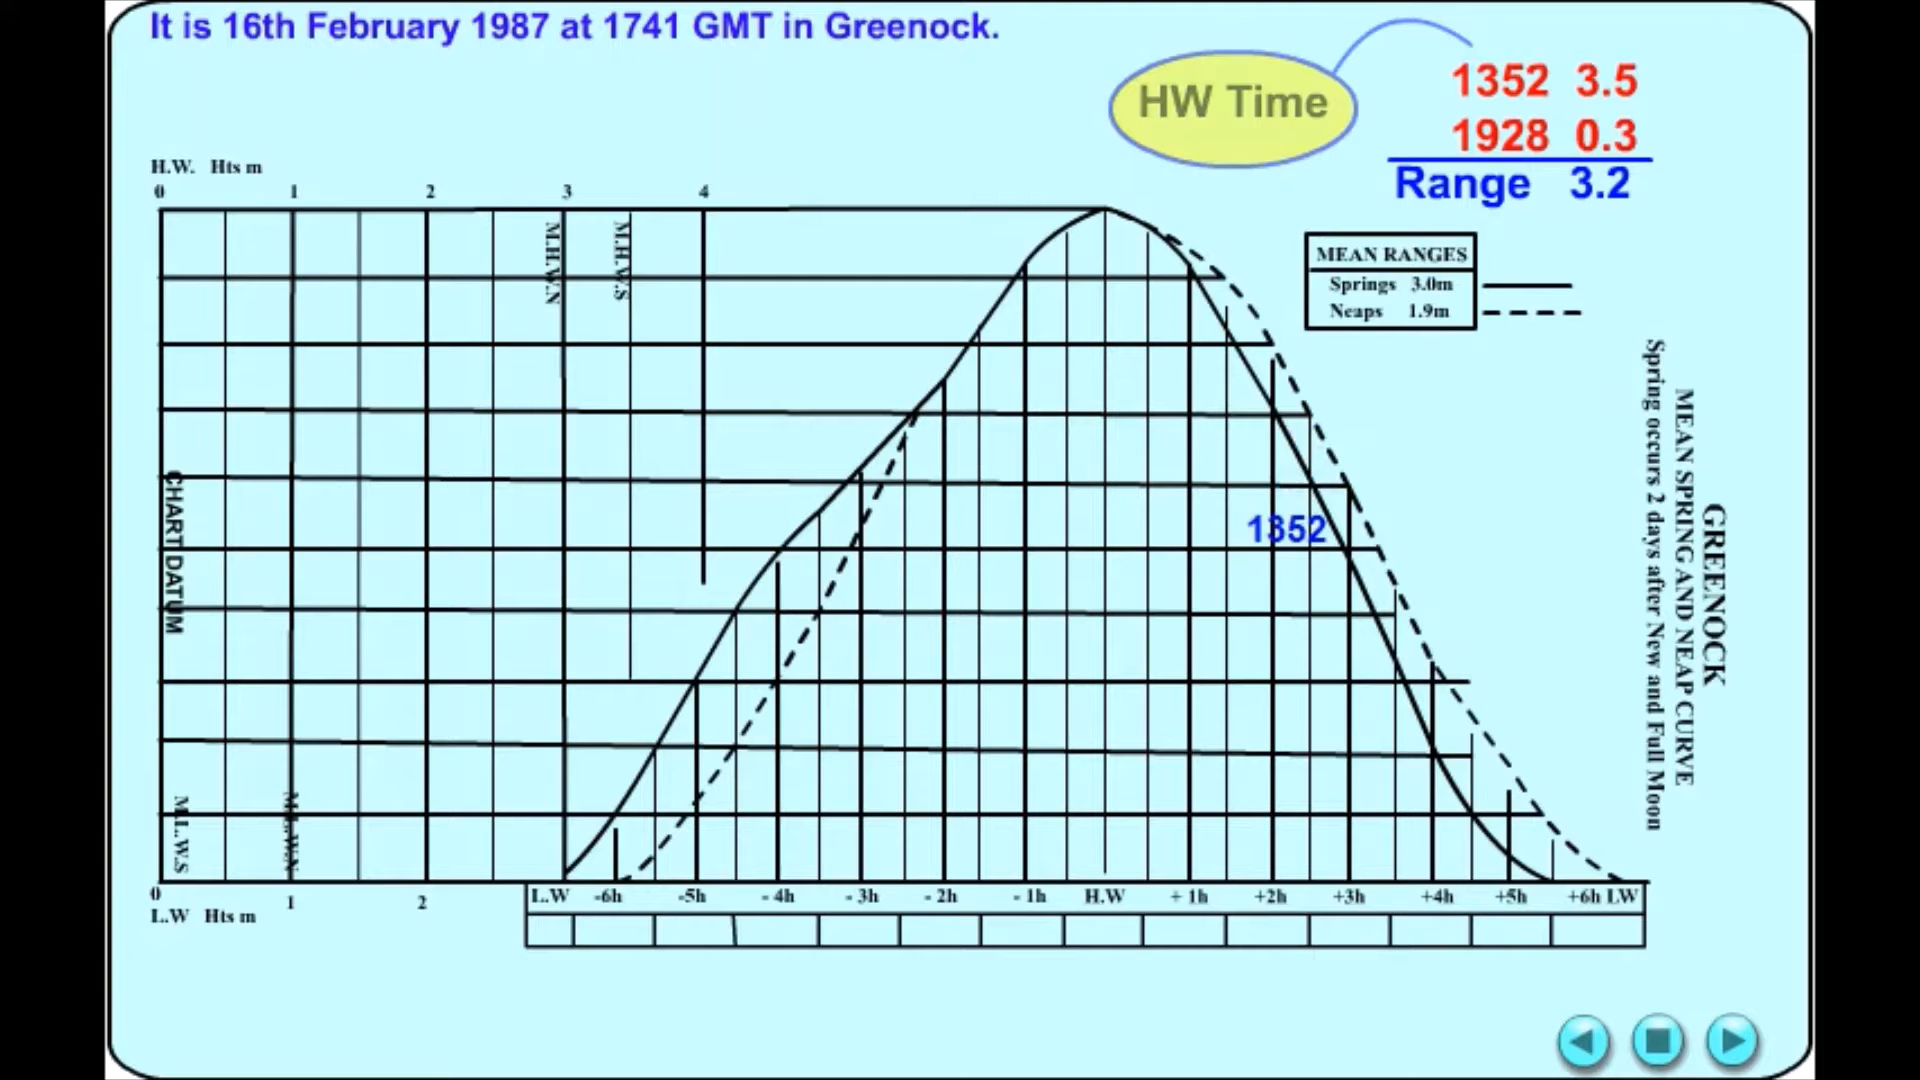 It is 16th February 1987 at 1741 GMT in Greenock.
HW Time
1352 3.5
1928 0.3
Range 3.2
H.W. Hts m
0 1 2 3 4
M.H.W.N
M.H.W.S
MEAN RANGES
Springs 3.0m
Neaps 1.9m
CHART DATUM
1352
GREENOCK
MEAN SPRING AND NEAP CURVE
Spring occurs 2 days after New and Full Moon
M.L.W.S
M.L.W.N
0 1 2
L.W Hts m
L.W -6h -5h - 4h - 3h - 2h - 1h H.W + 1h +2h +3h +4h +5h +6h LW